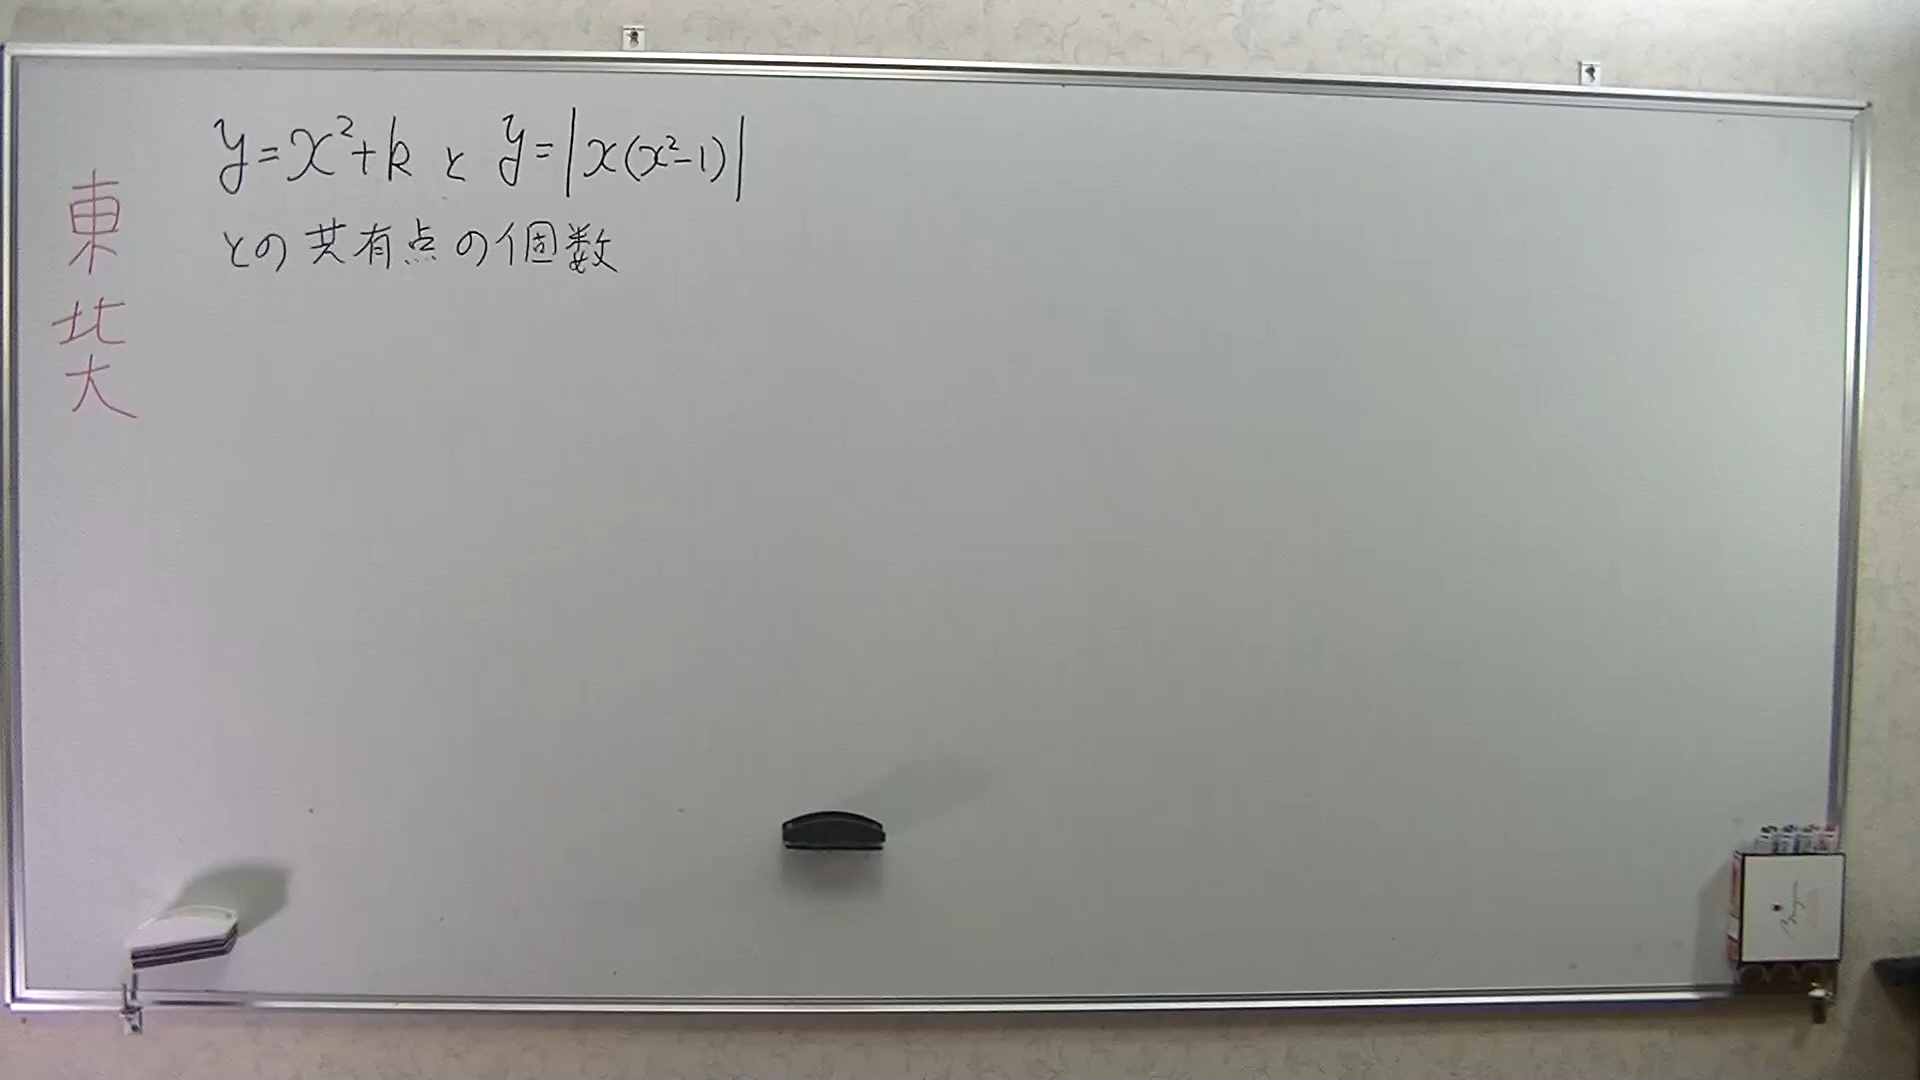 東北大
y=x²+k と y=|x(x²-1)|
との共有点の個数